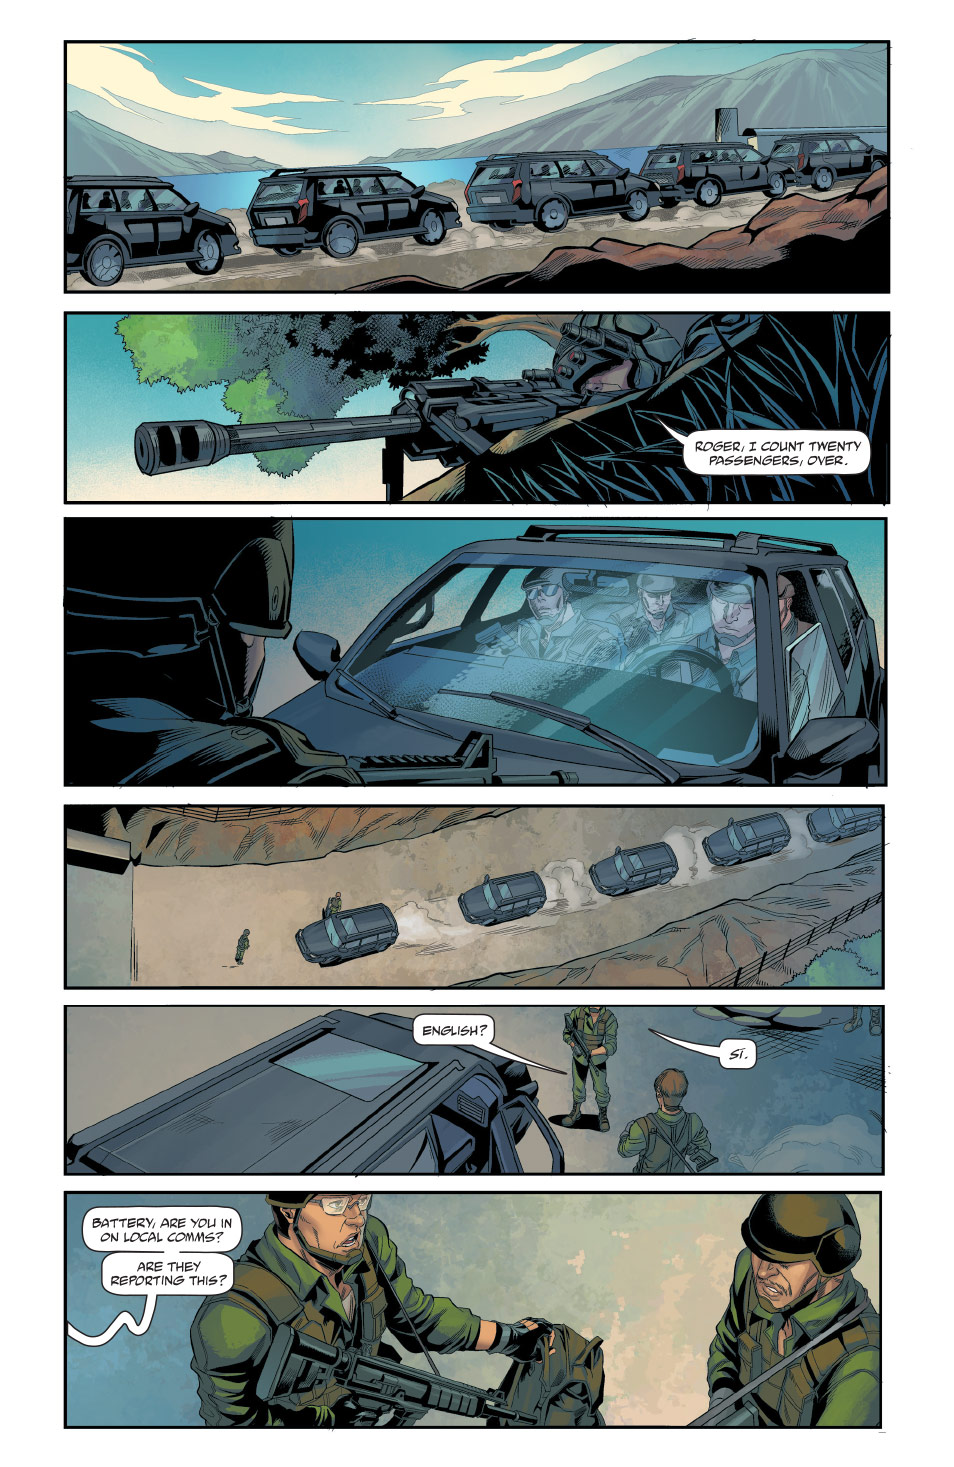 ROGER, I COUNT TWENTY
PASSENGERS, OVER.
ENGLISH?
SÍ.
BATTERY, ARE YOU IN
ON LOCAL COMMS?
ARE THEY
REPORTING THIS?